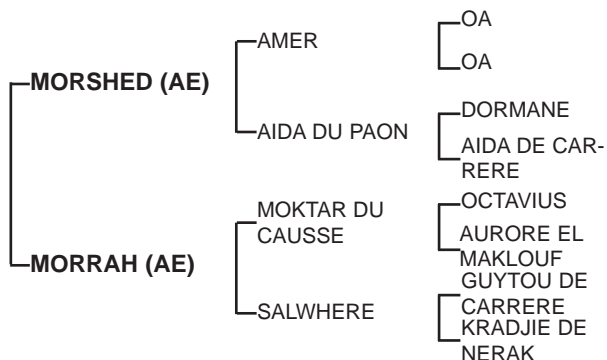 OA
AMER
OA
MORSHED (AE)
DORMANE
AIDA DU PAON
AIDA DE CAR-
RERE
OCTAVIUS
MOKTAR DU
CAUSSE
AURORE EL
MAKLOUF
MORRAH (AE)
GUYTOU DE
CARRERE
SALWHERE
KRADJIE DE
NERAK